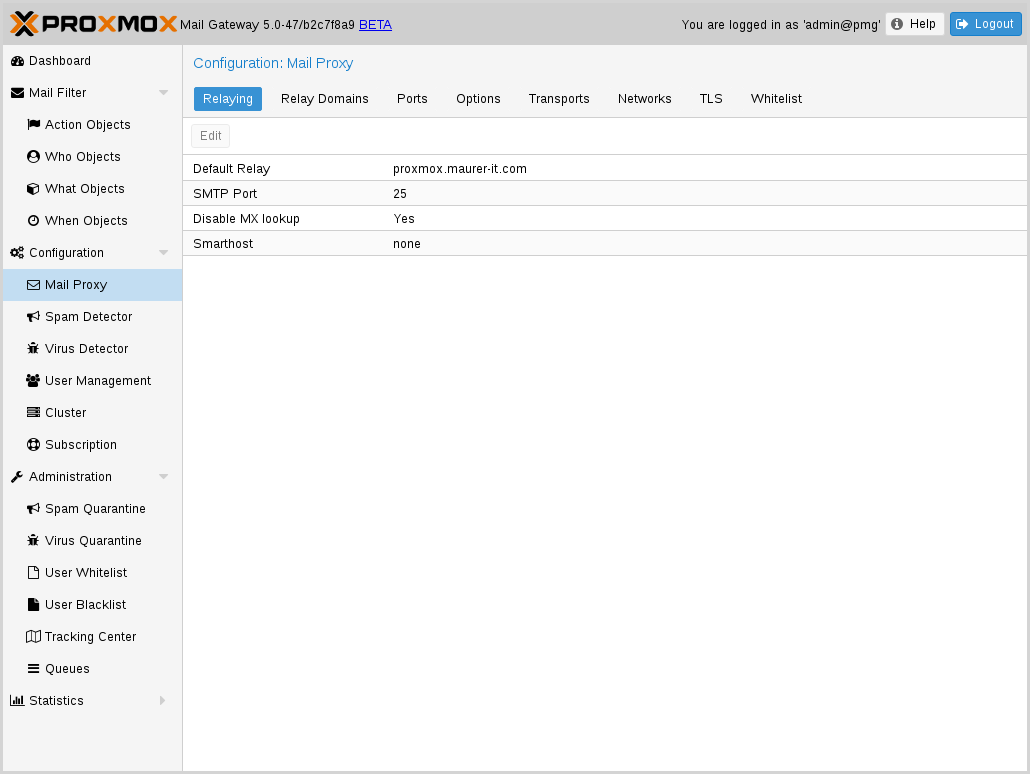 PROXMOX Mail Gateway 5.0-47/b2c7f8a9 BETA You are logged in as 'admin@pmg' Help Logout
Dashboard
Mail Filter
Action Objects
Who Objects
What Objects
When Objects
Configuration
Mail Proxy
Spam Detector
Virus Detector
User Management
Cluster
Subscription
Administration
Spam Quarantine
Virus Quarantine
User Whitelist
User Blacklist
Tracking Center
Queues
Statistics
Configuration: Mail Proxy
Relaying Relay Domains Ports Options Transports Networks TLS Whitelist
Edit
Default Relay proxmox.maurer-it.com
SMTP Port 25
Disable MX lookup Yes
Smarthost none